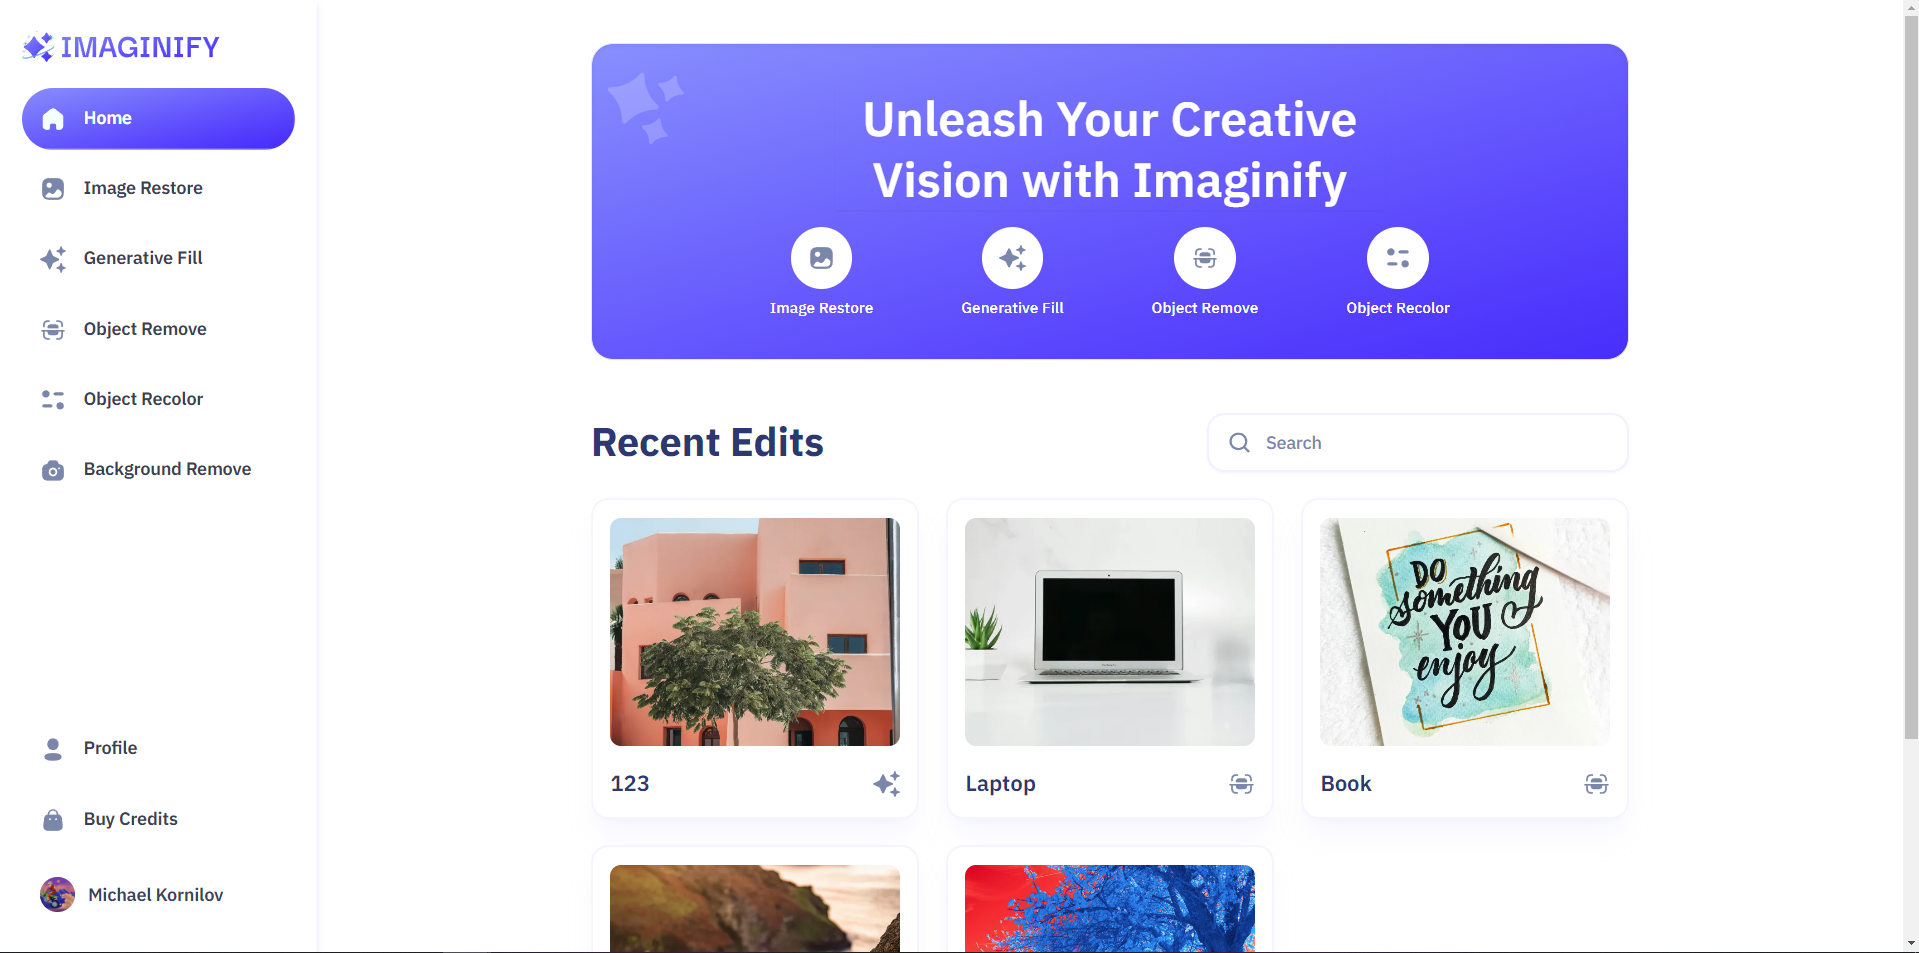 IMAGINIFY
Home
Image Restore
Generative Fill
Object Remove
Object Recolor
Background Remove
Profile
Buy Credits
Michael Kornilov
Unleash Your Creative
Vision with Imaginify
Image Restore
Generative Fill
Object Remove
Object Recolor
Recent Edits
Search
DO
something
YOU
enjoy
123
Laptop
Book